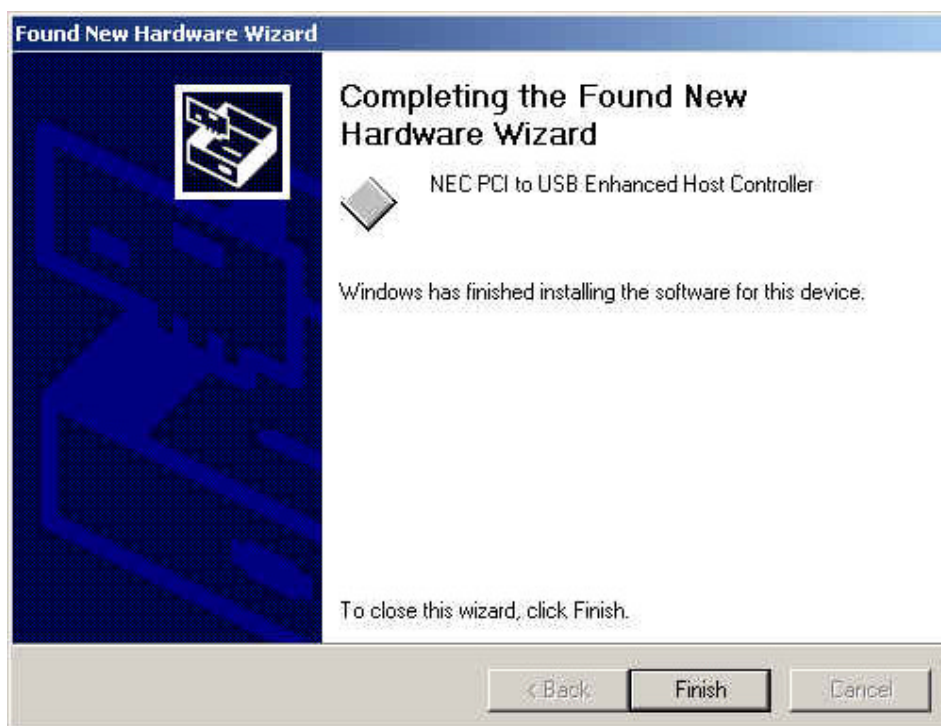 Found New Hardware Wizard
Completing the Found New
Hardware Wizard
NEC PCI to USB Enhanced Host Controller
Windows has finished installing the software for this device.
To close this wizard, click Finish.
< Back
Finish
Cancel